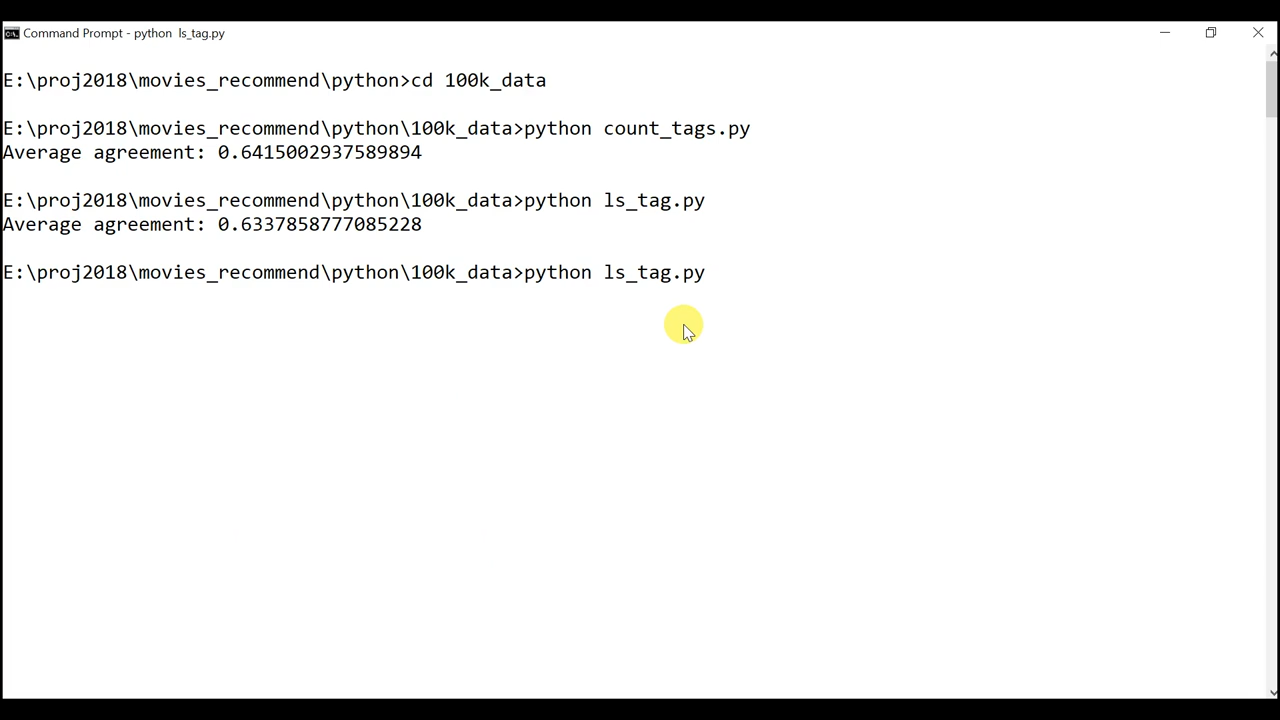 Command Prompt - python ls_tag.py
E:\proj2018\movies_recommend\python>cd 100k_data
E:\proj2018\movies_recommend\python\100k_data>python count_tags.py
Average agreement: 0.6415002937589894
E:\proj2018\movies_recommend\python\100k_data>python ls_tag.py
Average agreement: 0.6337858777085228
E:\proj2018\movies_recommend\python\100k_data>python ls_tag.py